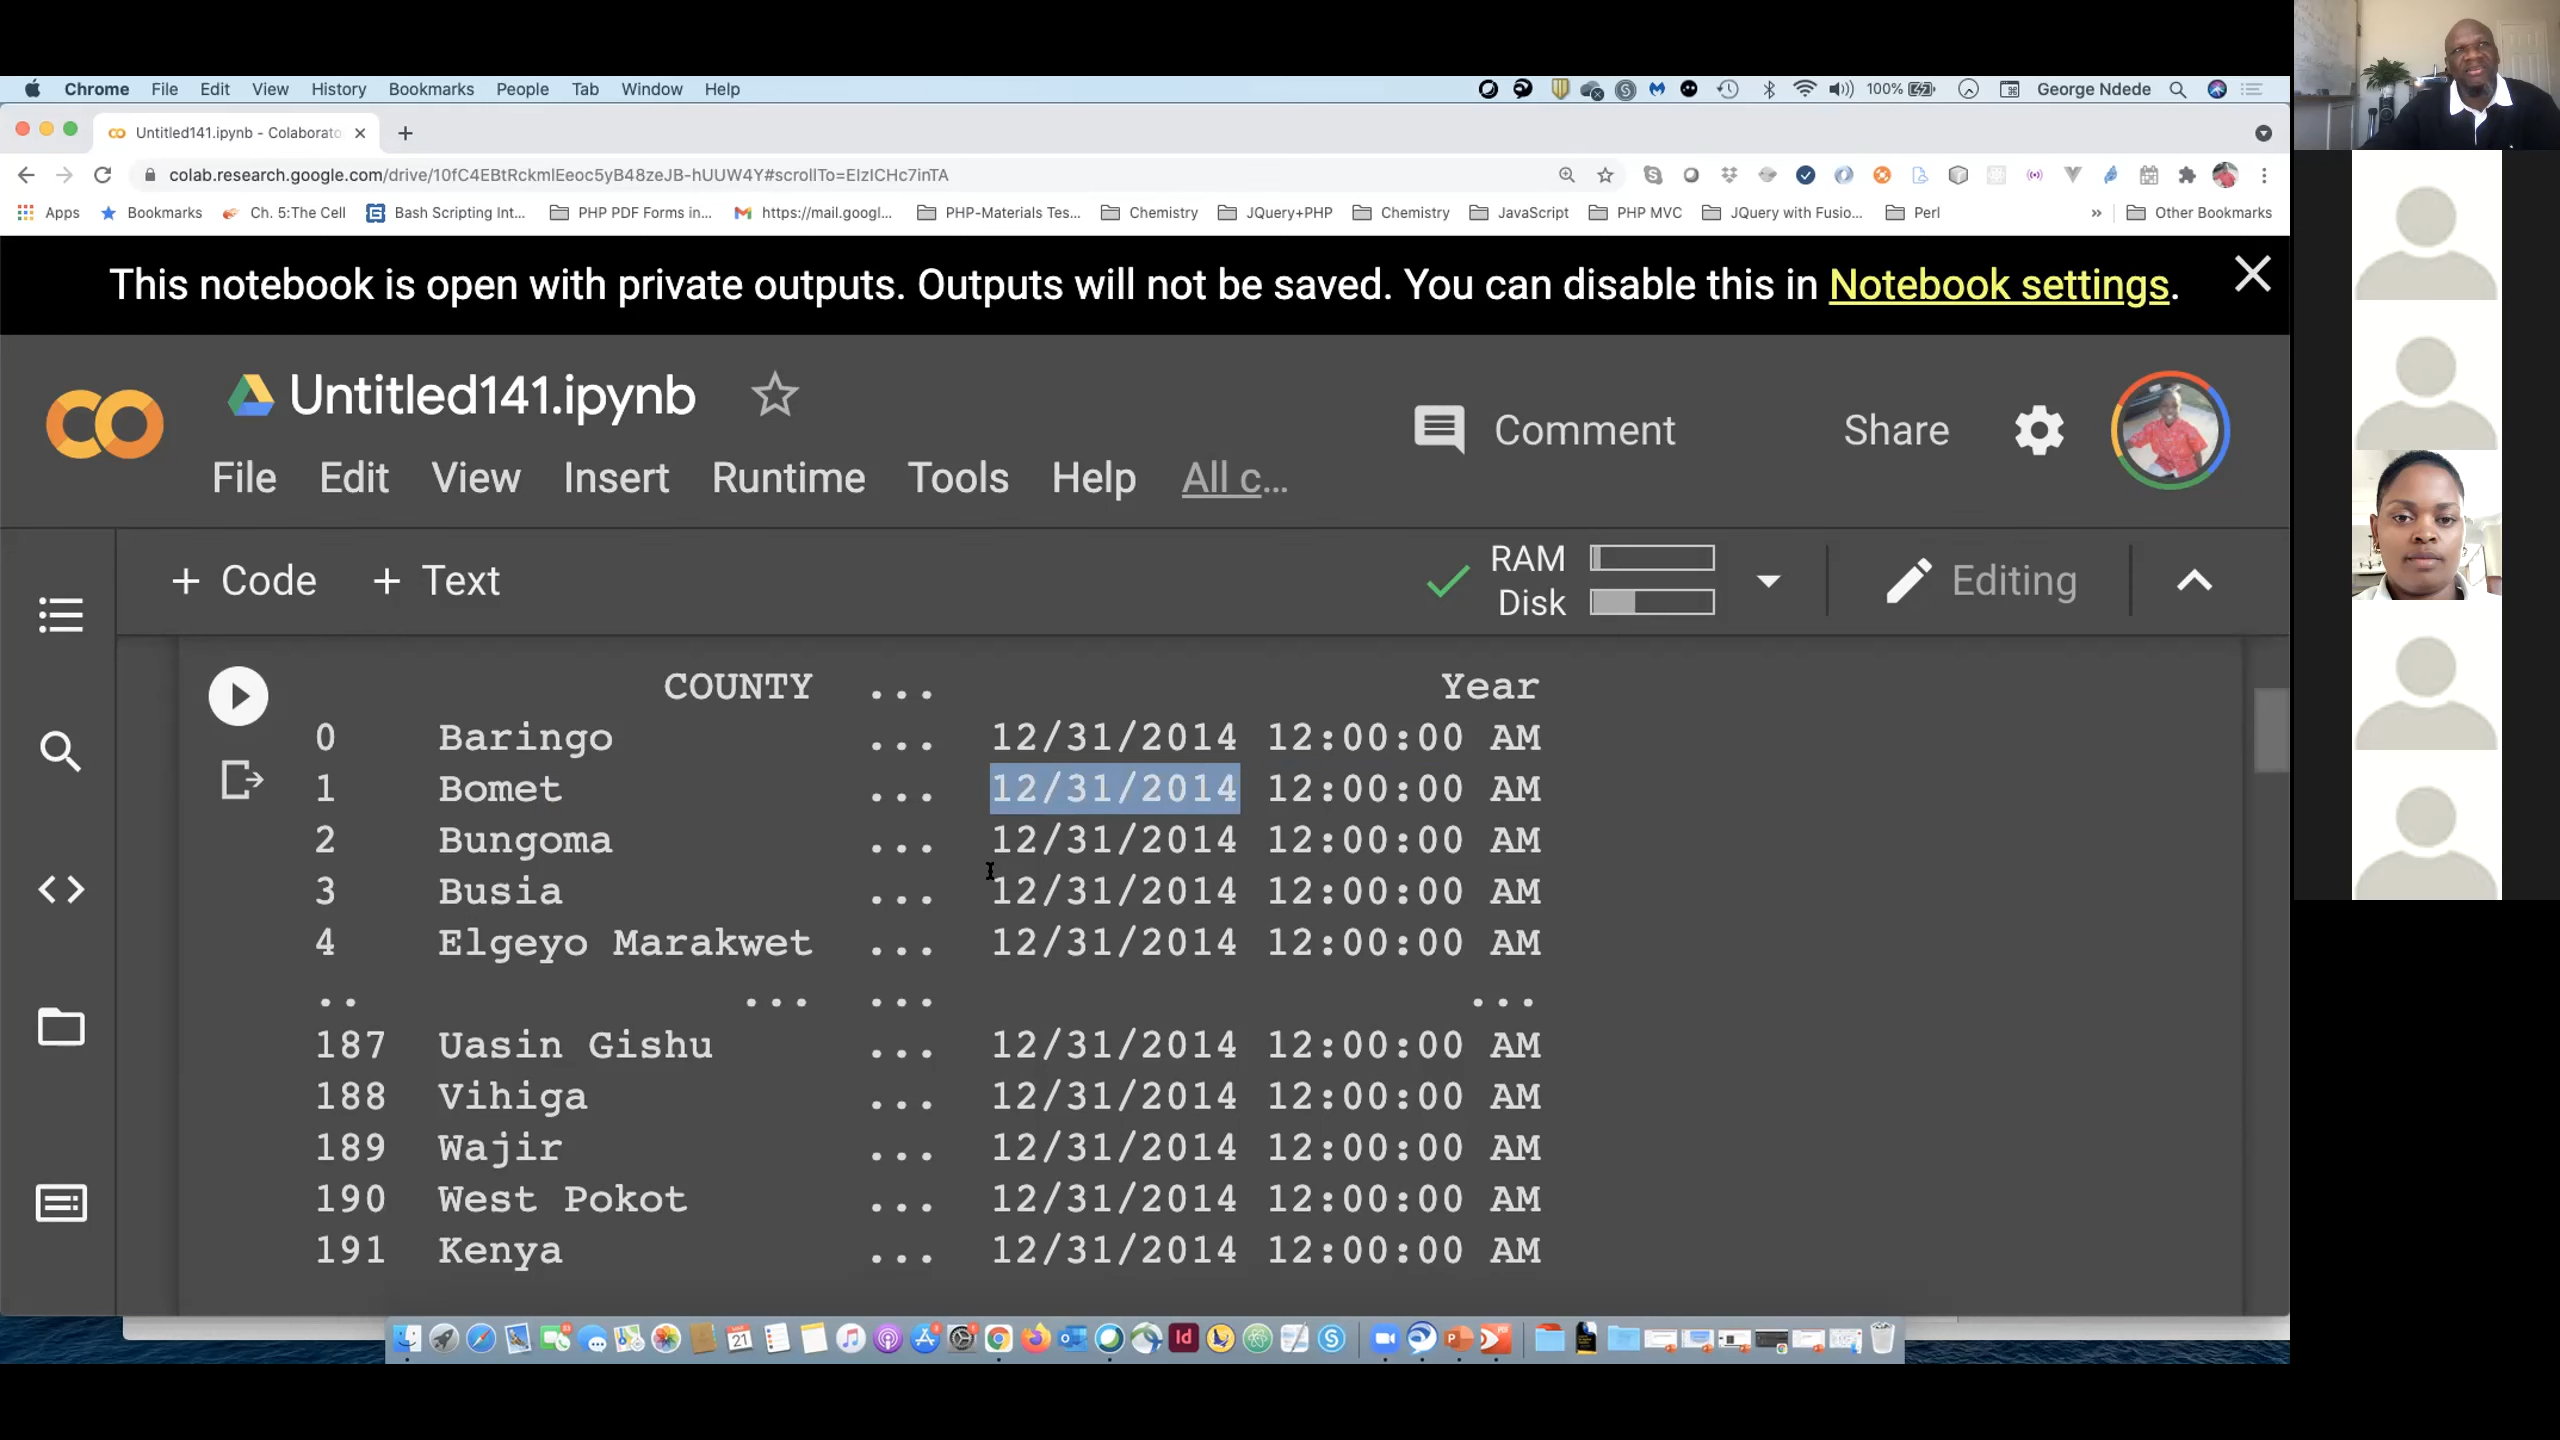 Chrome File Edit View History Bookmarks People Tab Window Help 100% George Ndede
Untitled141.ipynb - Colaborato
colab.research.google.com/drive/10fC4EBtRckmIEeoc5yB48zeJB-hUUW4Y#scrollTo=EIzICHc7inTA
Apps Bookmarks Ch. 5:The Cell Bash Scripting Int... PHP PDF Forms in... https://mail.googl... PHP-Materials Tes... Chemistry JQuery+PHP Chemistry JavaScript PHP MVC JQuery with Fusio... Perl » Other Bookmarks
This notebook is open with private outputs. Outputs will not be saved. You can disable this in Notebook settings.
CO Untitled141.ipynb
Comment Share
File Edit View Insert Runtime Tools Help All c...
+ Code + Text RAM Disk Editing
COUNTY ... Year
0 Baringo ... 12/31/2014 12:00:00 AM
1 Bomet ... 12/31/2014 12:00:00 AM
2 Bungoma ... 12/31/2014 12:00:00 AM
3 Busia ... 12/31/2014 12:00:00 AM
4 Elgeyo Marakwet ... 12/31/2014 12:00:00 AM
.. ... ... ...
187 Uasin Gishu ... 12/31/2014 12:00:00 AM
188 Vihiga ... 12/31/2014 12:00:00 AM
189 Wajir ... 12/31/2014 12:00:00 AM
190 West Pokot ... 12/31/2014 12:00:00 AM
191 Kenya ... 12/31/2014 12:00:00 AM
21 Id